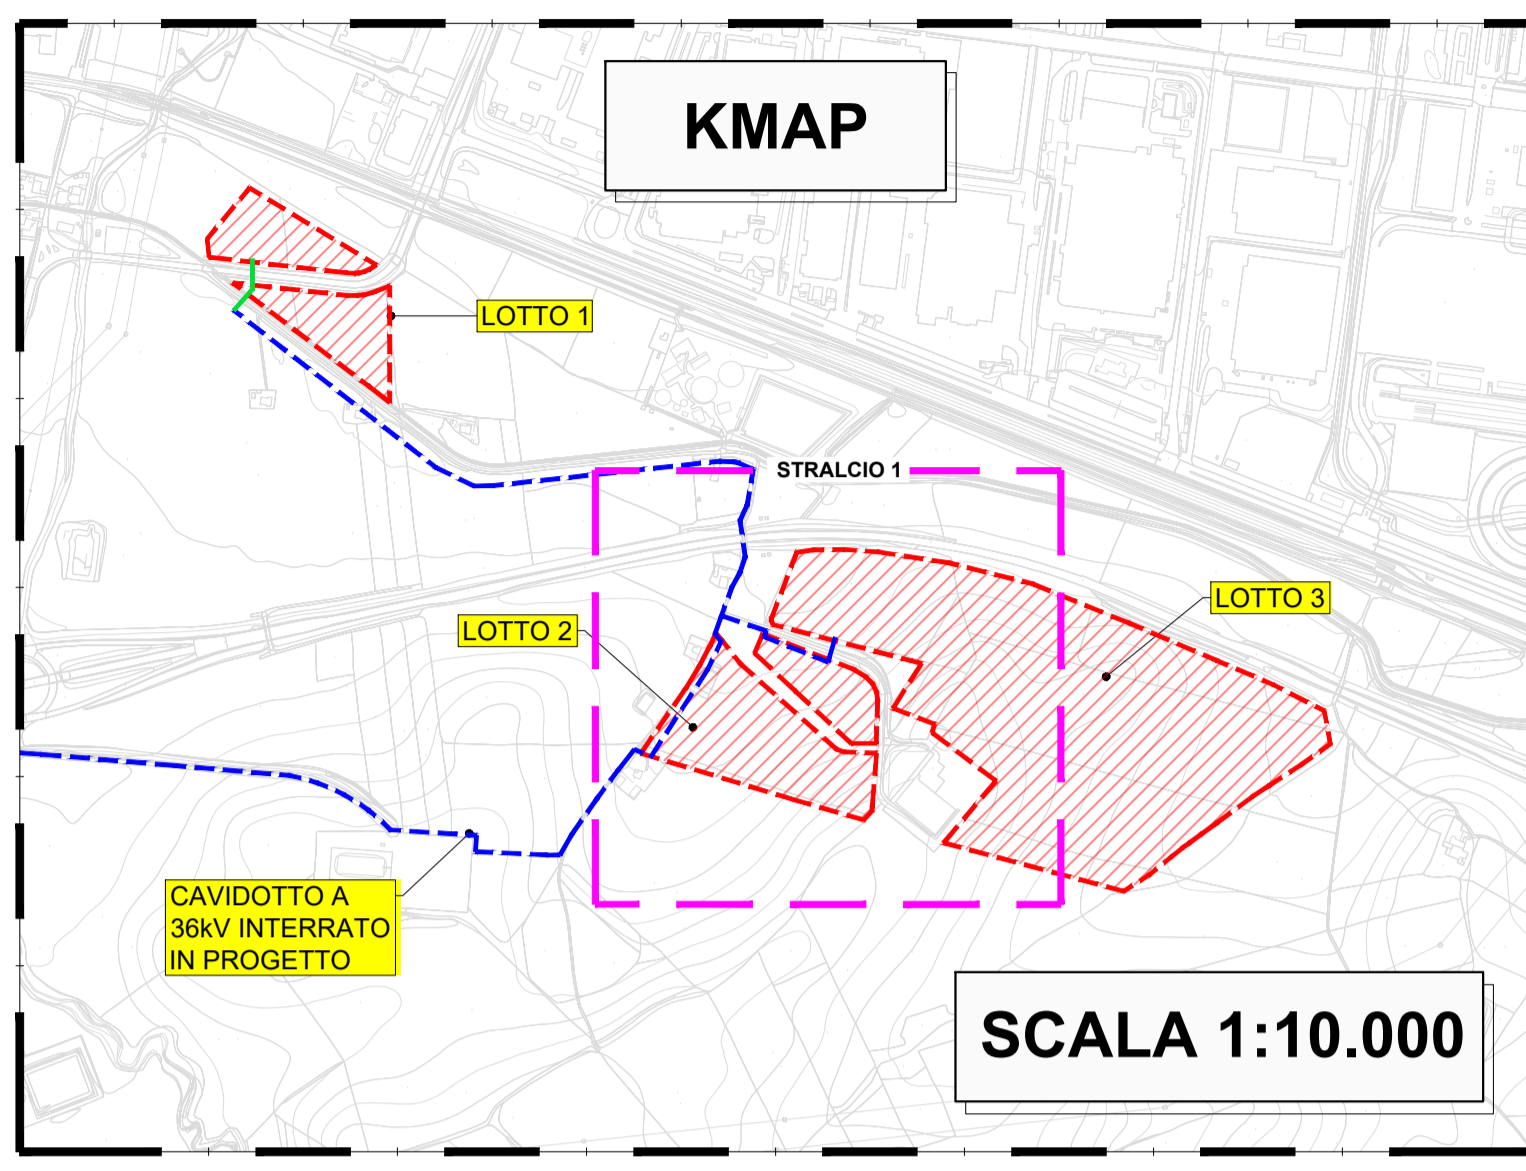 KMAP
LOTTO 1
STRALCIO 1
LOTTO 3
LOTTO 2
CAVIDOTTO A
36kV INTERRATO
IN PROGETTO
SCALA 1:10.000